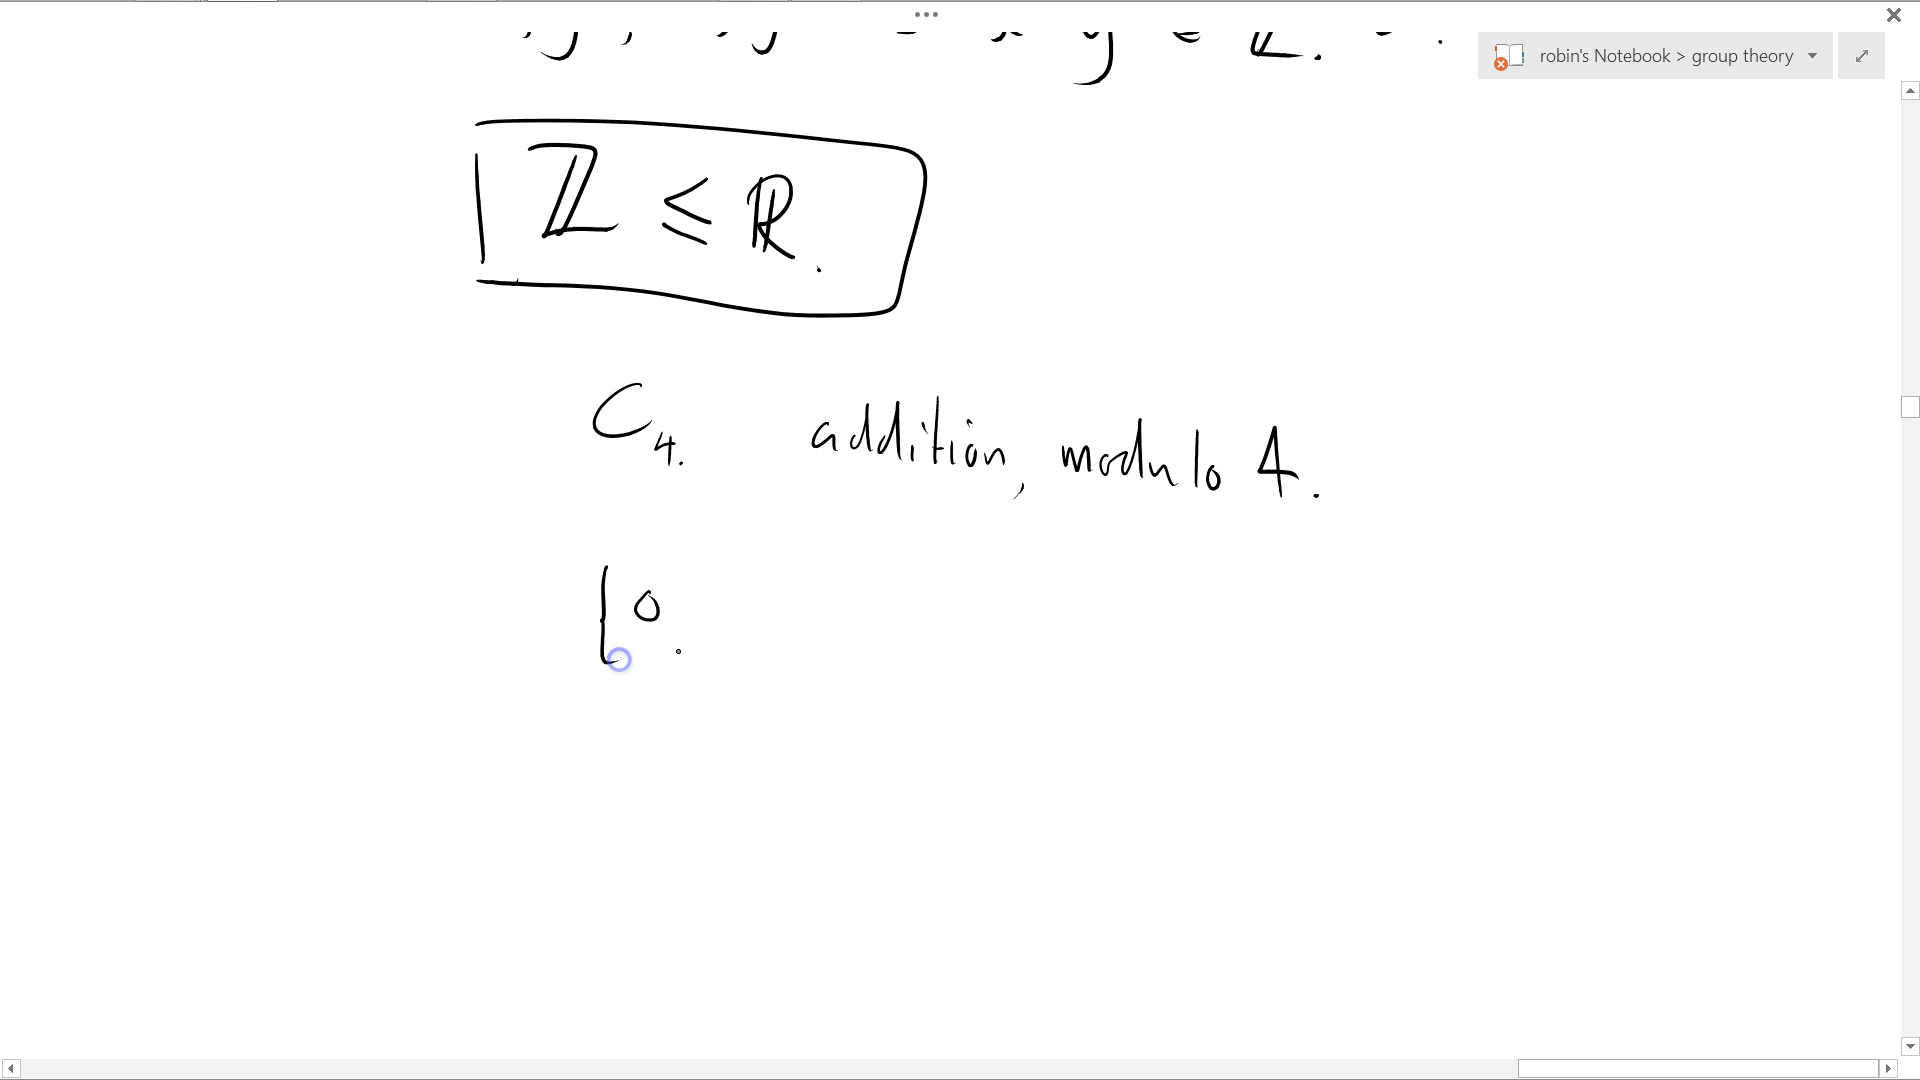 robin's Notebook > group theory
ℤ ≤ ℝ.
C₄. addition, modulo 4.
{ 0 .